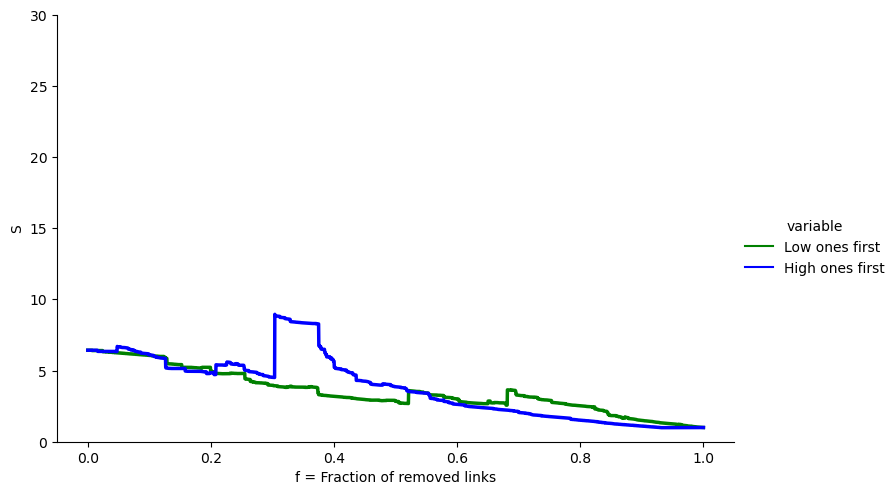 30
25
20
15
10
5
0
S
0.0 0.2 0.4 0.6 0.8 1.0
f = Fraction of removed links
variable
Low ones first
High ones first